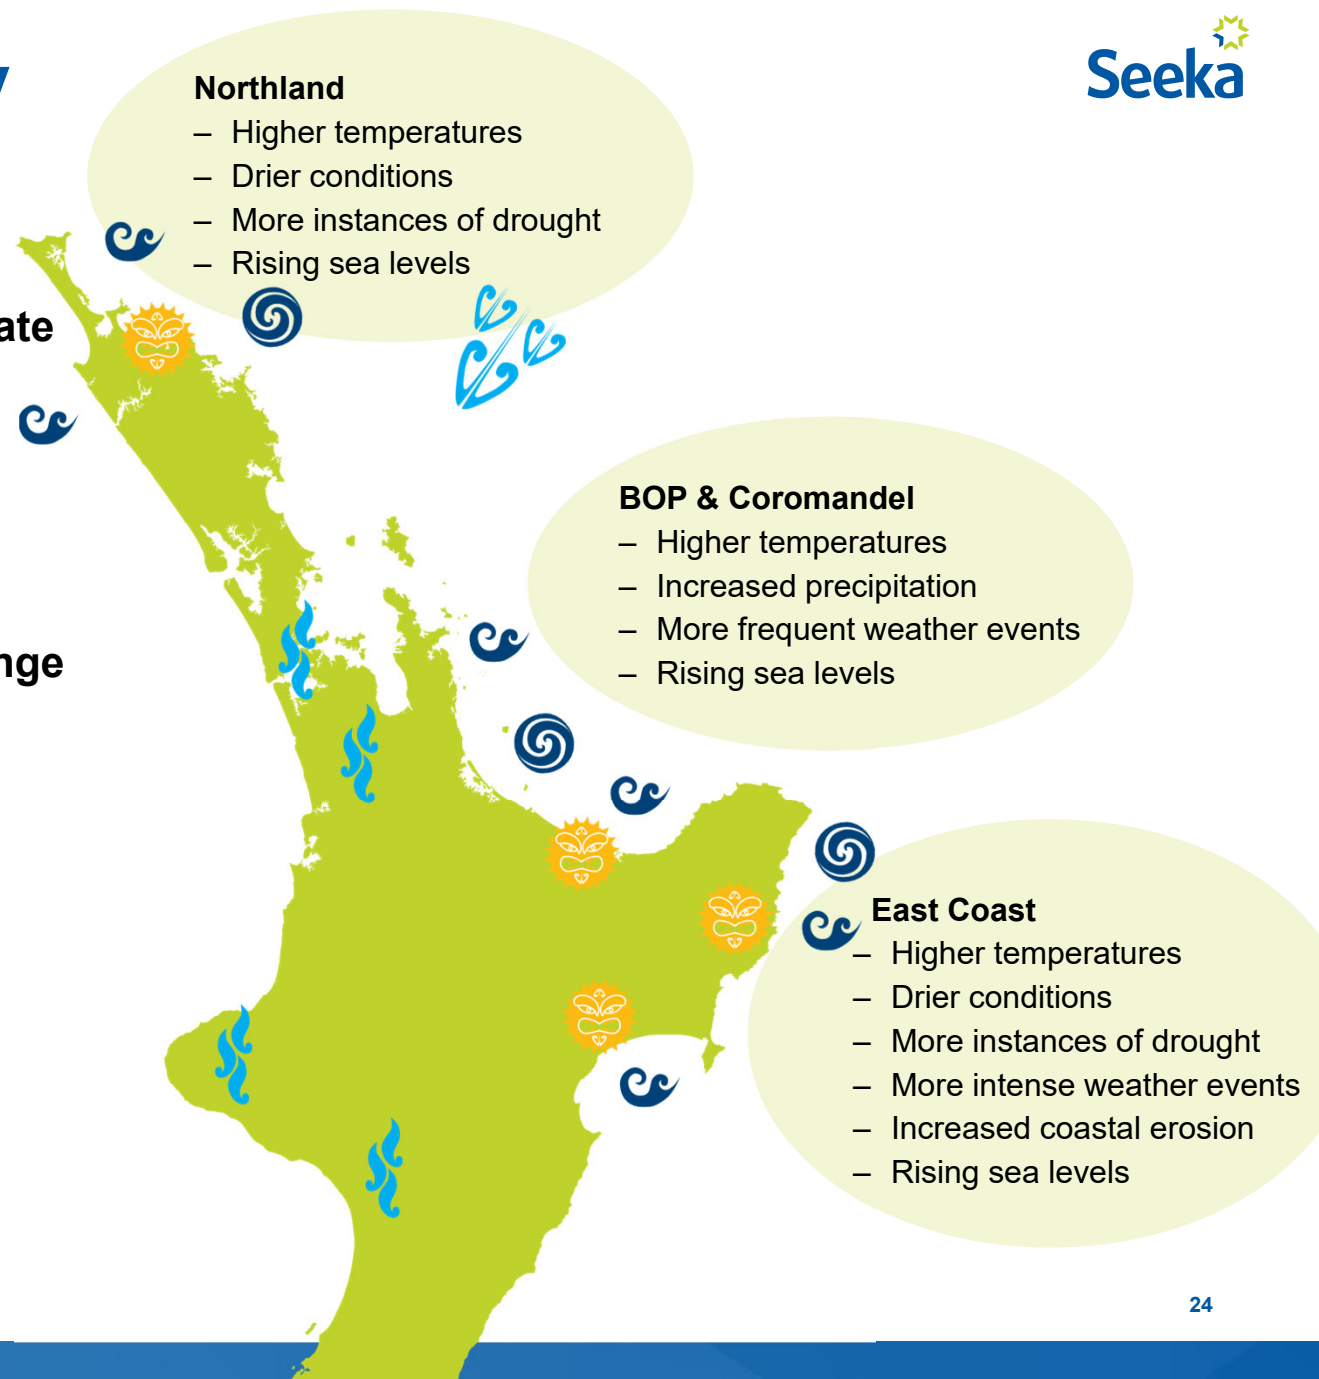 Seeka
Northland
– Higher temperatures
– Drier conditions
– More instances of drought
– Rising sea levels
BOP & Coromandel
– Higher temperatures
– Increased precipitation
– More frequent weather events
– Rising sea levels
East Coast
– Higher temperatures
– Drier conditions
– More instances of drought
– More intense weather events
– Increased coastal erosion
– Rising sea levels
24